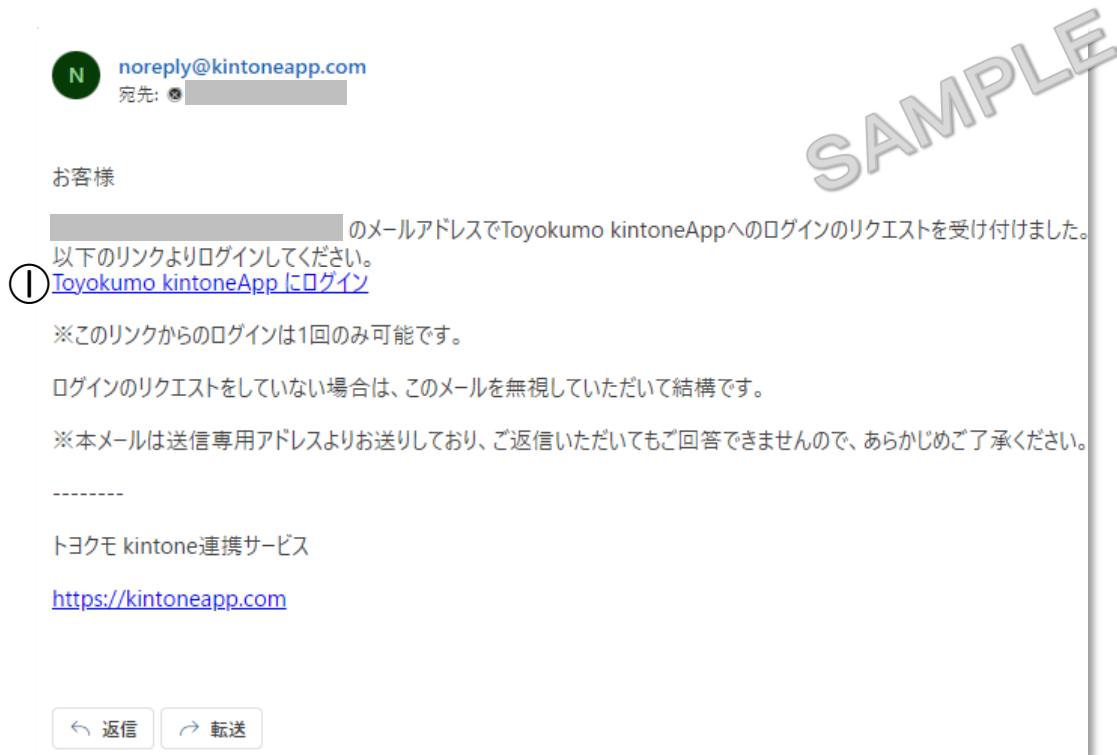 SAMPLE
N
noreply@kintoneapp.com
宛先:
お客様
のメールアドレスでToyokumo kintoneAppへのログインのリクエストを受け付けました。
以下のリンクよりログインしてください。
① Toyokumo kintoneApp にログイン
※このリンクからのログインは1回のみ可能です。
ログインのリクエストをしていない場合は、このメールを無視していただいて結構です。
※本メールは送信専用アドレスよりお送りしており、ご返信いただいてもご回答できませんので、あらかじめご了承ください。
--------
トヨクモ kintone連携サービス
https://kintoneapp.com
返信 転送